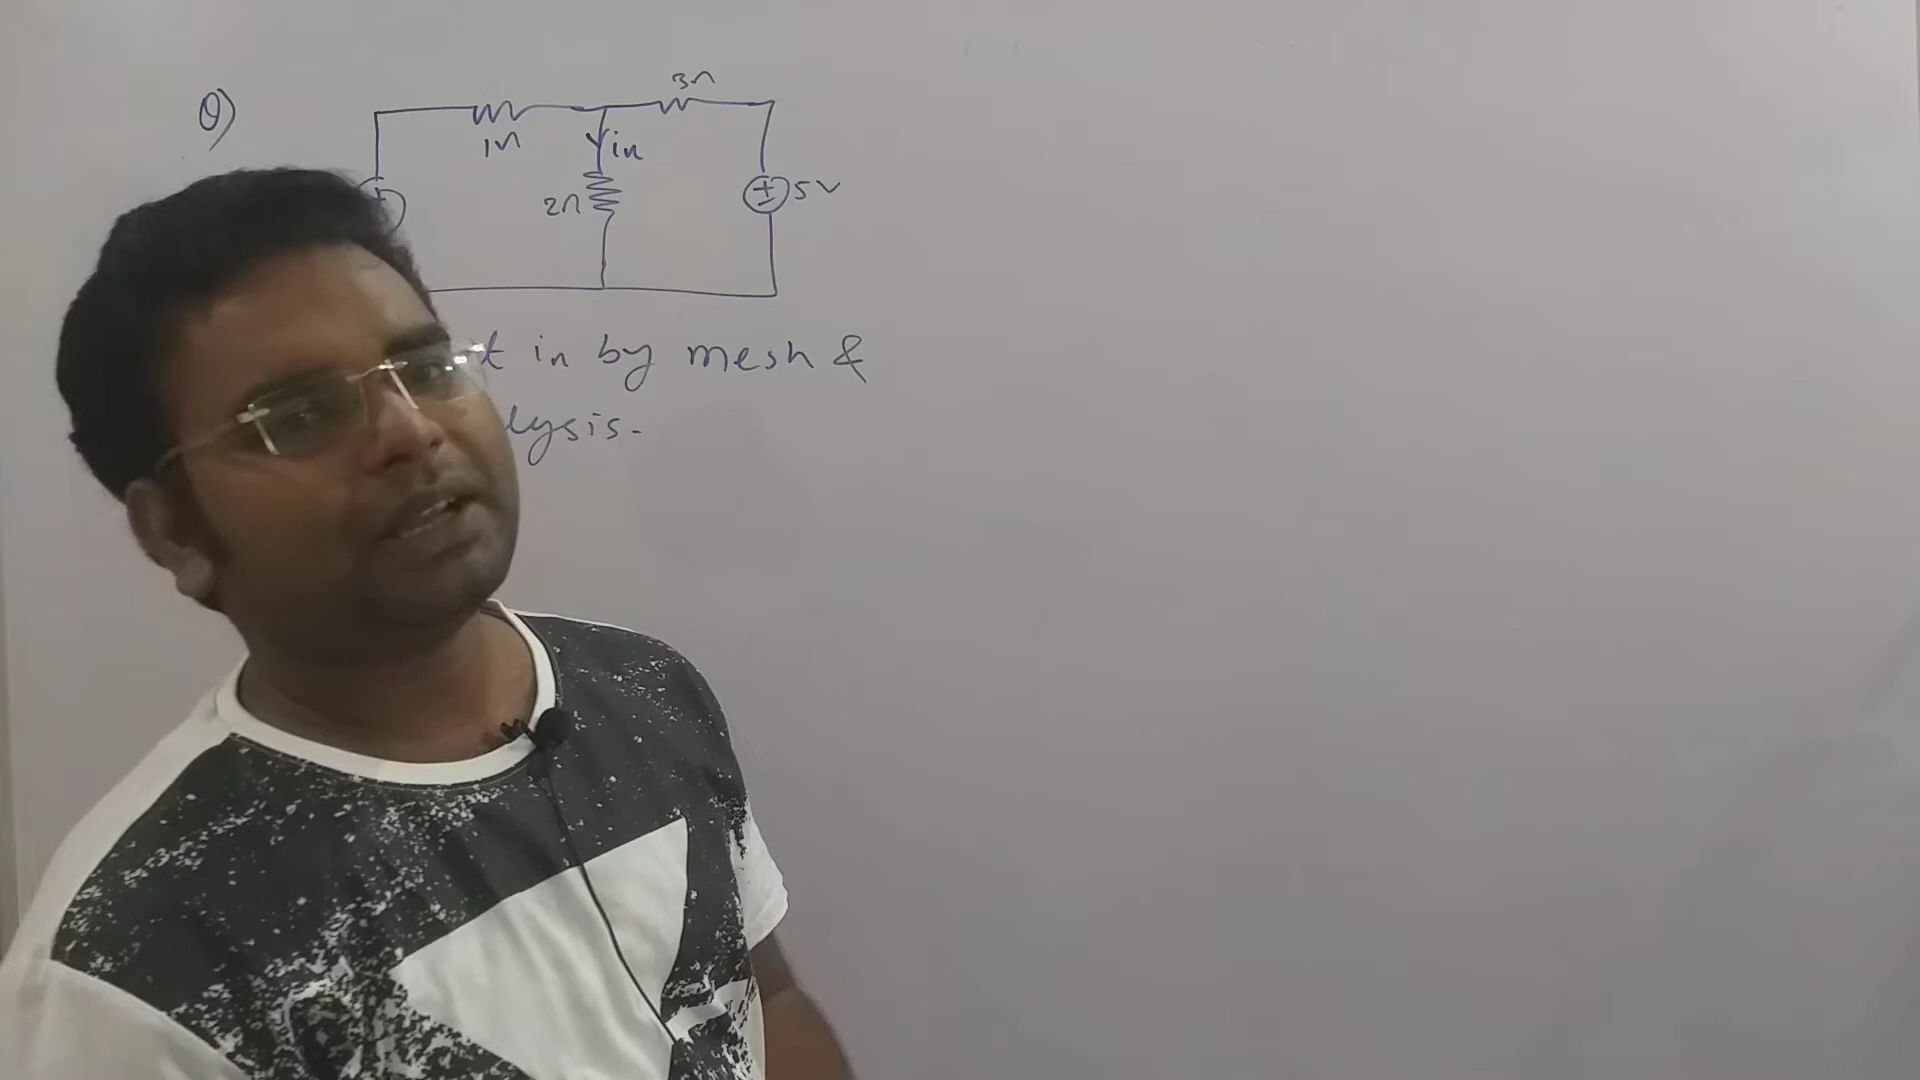 Q)
3Ω
1Ω
in
2Ω
+
-
5V
+
in by mesh &
lysis.